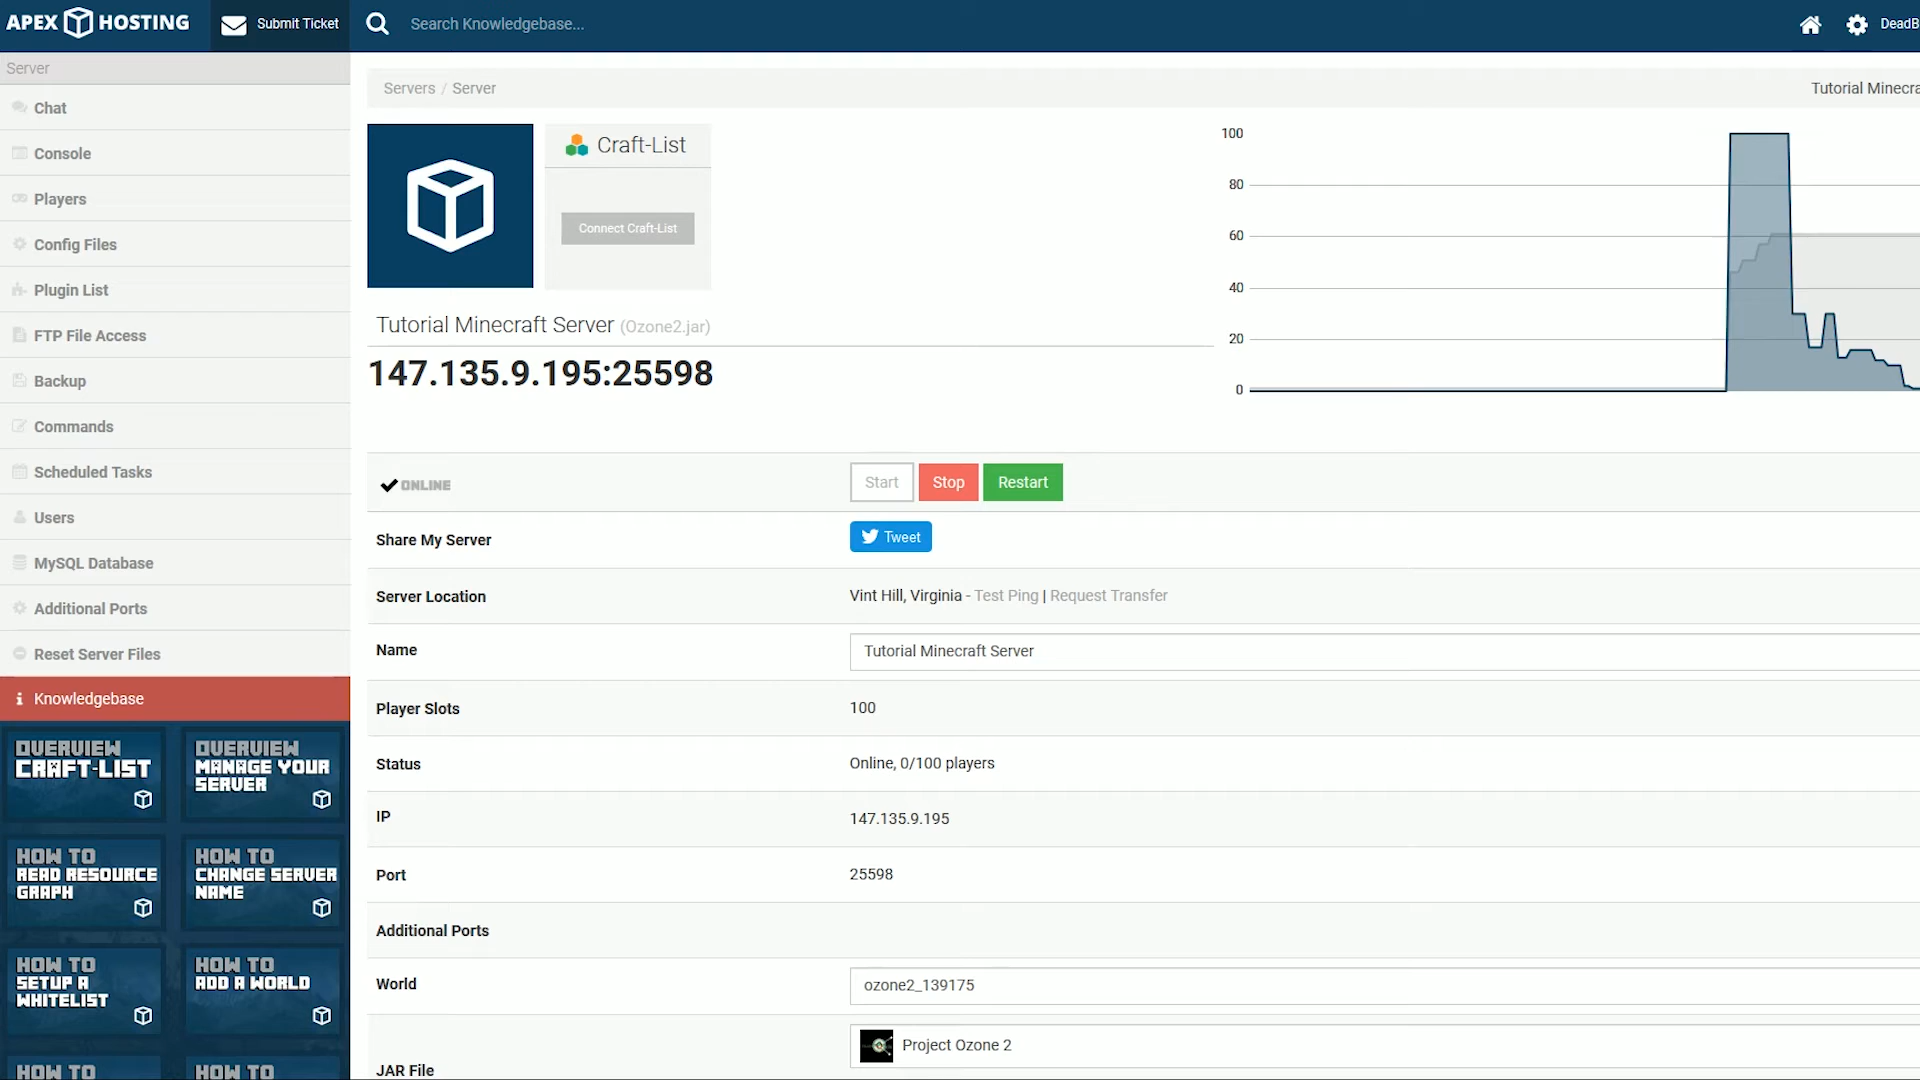 APEX HOSTING
Submit Ticket
Search Knowledgebase...
DeadB
Server
Chat
Console
Players
Config Files
Plugin List
FTP File Access
Backup
Commands
Scheduled Tasks
Users
MySQL Database
Additional Ports
Reset Server Files
Knowledgebase
OVERVIEW
CRAFT-LIST
OVERVIEW
MANAGE YOUR
SERVER
HOW TO
READ RESOURCE
GRAPH
HOW TO
CHANGE SERVER
NAME
HOW TO
SETUP A
WHITELIST
HOW TO
ADD A WORLD
HOW TO
HOW TO
Servers / Server
Tutorial Minecra
Craft-List
Connect Craft-List
Tutorial Minecraft Server (Ozone2.jar)
147.135.9.195:25598
100
80
60
40
20
0
ONLINE
Start
Stop
Restart
Share My Server
Tweet
Server Location
Vint Hill, Virginia - Test Ping | Request Transfer
Name
Tutorial Minecraft Server
Player Slots
100
Status
Online, 0/100 players
IP
147.135.9.195
Port
25598
Additional Ports
World
ozone2_139175
JAR File
Project Ozone 2